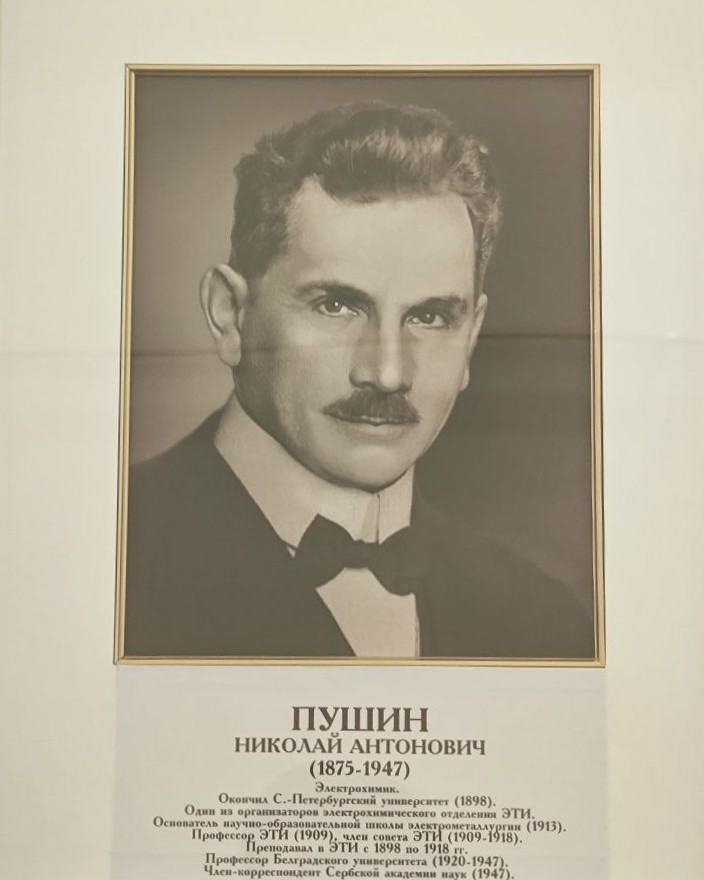 ПУШИН
НИКОЛАЙ АНТОНОВИЧ
(1875-1947)
Электрохимик.
Окончил С.-Петербургский университет (1898).
Один из организаторов электрохимического отделения ЭТИ.
Основатель научно-образовательной школы электрометаллургии (1913).
Профессор ЭТИ (1909), член совета ЭТИ (1909-1918).
Преподавал в ЭТИ с 1898 по 1918 гг.
Профессор Белградского университета (1920-1947).
Член-корреспондент Сербской академии наук (1947).